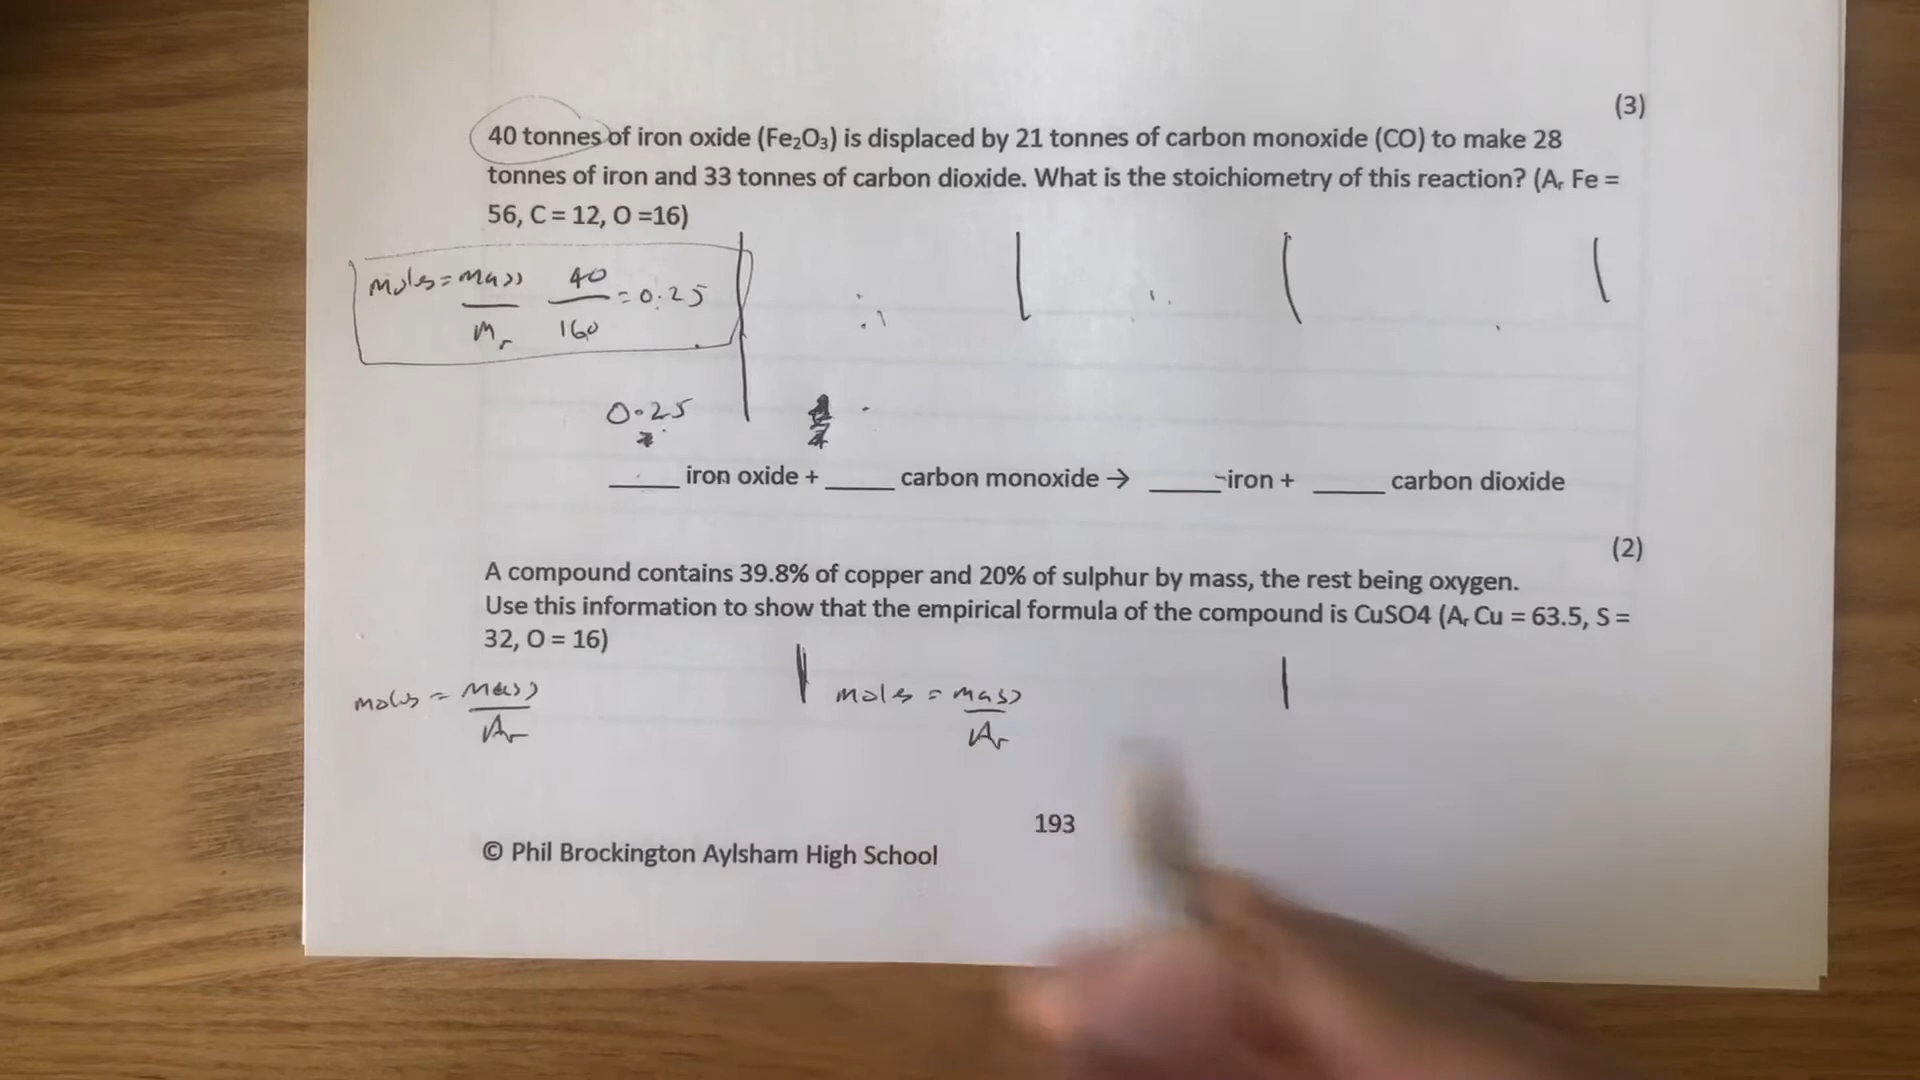 (3)
40 tonnes of iron oxide (Fe₂O₃) is displaced by 21 tonnes of carbon monoxide (CO) to make 28
tonnes of iron and 33 tonnes of carbon dioxide. What is the stoichiometry of this reaction? (Aᵣ Fe =
56, C = 12, O =16)
moles = mass 40
Mr 160 = 0.25
0.25
____ iron oxide + ____ carbon monoxide → ____ iron + ____ carbon dioxide
(2)
A compound contains 39.8% of copper and 20% of sulphur by mass, the rest being oxygen.
Use this information to show that the empirical formula of the compound is CuSO4 (Aᵣ Cu = 63.5, S =
32, O = 16)
moles = mass moles = mass
Ar Ar
193
© Phil Brockington Aylsham High School